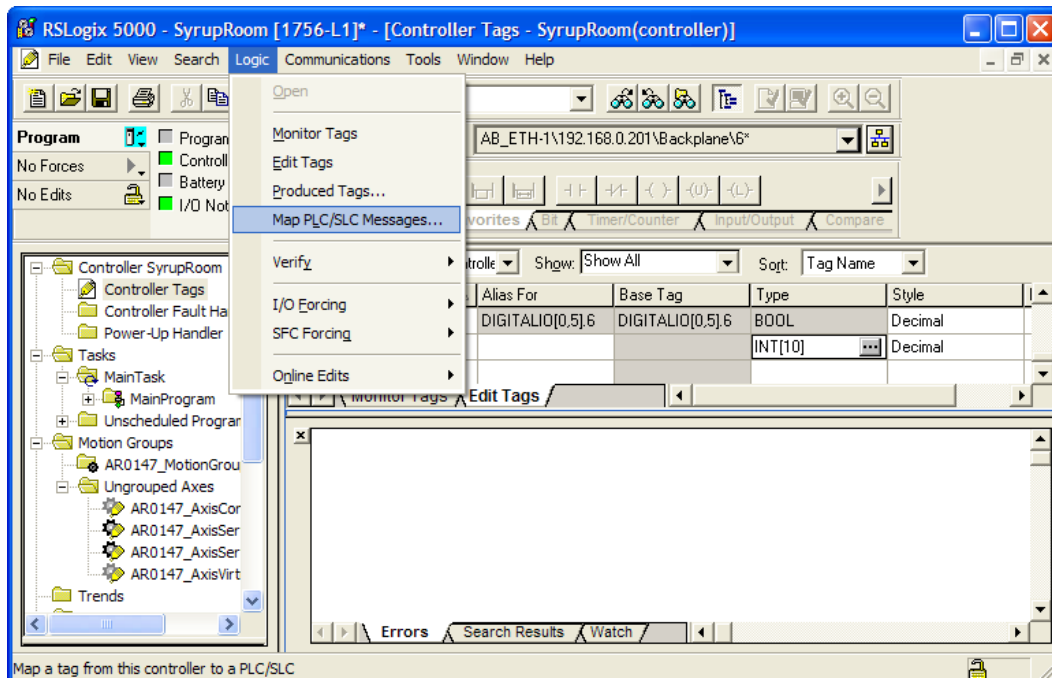 RSLogix 5000 - SyrupRoom [1756-L1]* - [Controller Tags - SyrupRoom(controller)]
File Edit View Search Logic Communications Tools Window Help
Open
Monitor Tags
Edit Tags
Produced Tags...
Map PLC/SLC Messages...
Verify
I/O Forcing
SFC Forcing
Online Edits
Program
No Forces
No Edits
Program
Controll
Battery
I/O Not
AB_ETH-1\192.168.0.201\Backplane\6*
vorites Bit Timer/Counter Input/Output Compare
Controller SyrupRoom
Controller Tags
Controller Fault Ha
Power-Up Handler
Tasks
MainTask
MainProgram
Unscheduled Program
Motion Groups
AR0147_MotionGrou
Ungrouped Axes
AR0147_AxisCor
AR0147_AxisSer
AR0147_AxisSer
AR0147_AxisVirt
Trends
ntrolle Show: Show All Sort: Tag Name
Alias For Base Tag Type Style
DIGITALIO[0,5].6 DIGITALIO[0,5].6 BOOL Decimal
INT[10] ... Decimal
Monitor Tags Edit Tags
Errors Search Results Watch
Map a tag from this controller to a PLC/SLC